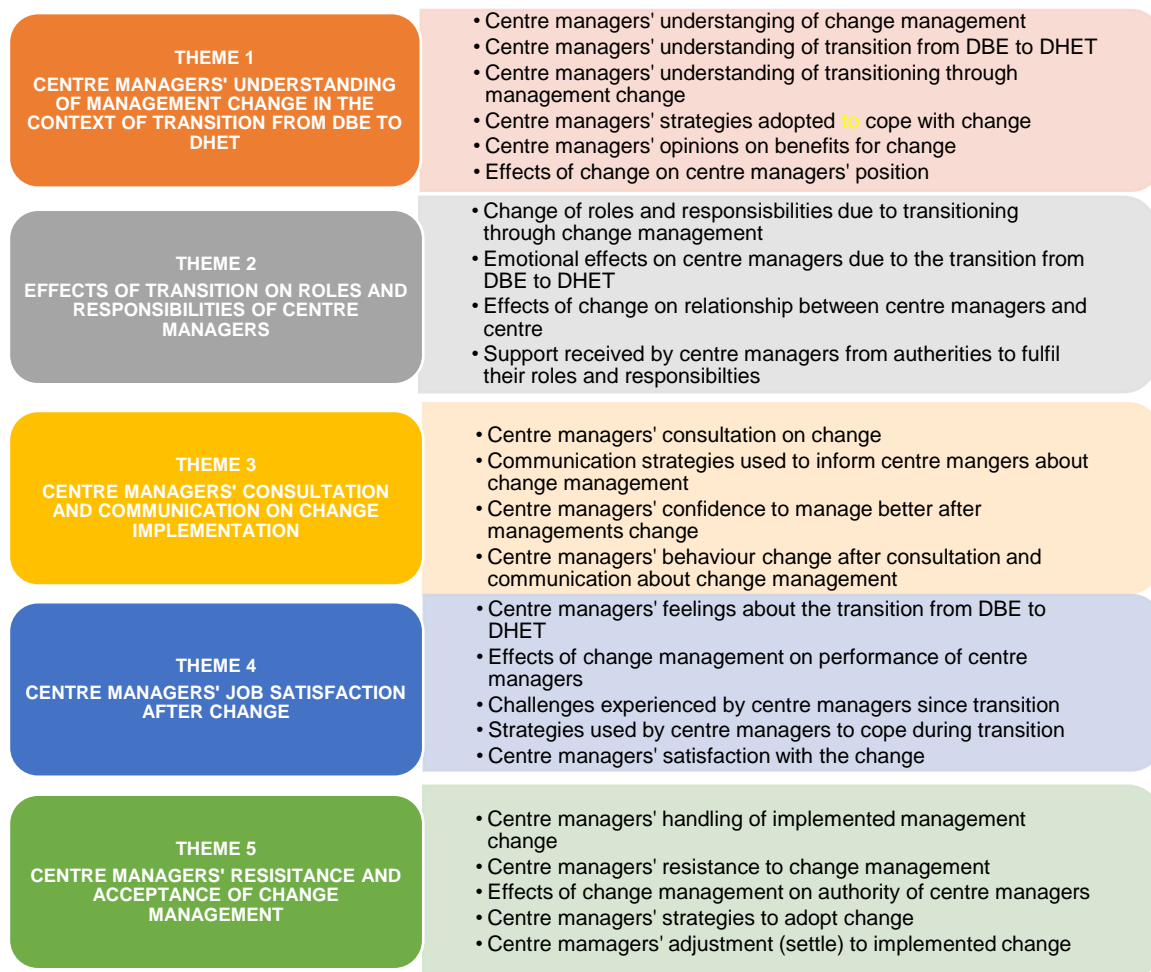 THEME 1
CENTRE MANAGERS' UNDERSTANDING
OF MANAGEMENT CHANGE IN THE
CONTEXT OF TRANSITION FROM DBE TO
DHET
• Centre managers' understanging of change management
• Centre managers' understanding of transition from DBE to DHET
• Centre managers' understanding of transitioning through
management change
• Centre managers' strategies adopted to cope with change
• Centre managers' opinions on benefits for change
• Effects of change on centre managers' position
THEME 2
EFFECTS OF TRANSITION ON ROLES AND
RESPONSIBILITIES OF CENTRE
MANAGERS
• Change of roles and responsisbilities due to transitioning
through change management
• Emotional effects on centre managers due to the transition from
DBE to DHET
• Effects of change on relationship between centre managers and
centre
• Support received by centre managers from autherities to fulfil
their roles and responsibilties
THEME 3
CENTRE MANAGERS' CONSULTATION
AND COMMUNICATION ON CHANGE
IMPLEMENTATION
• Centre managers' consultation on change
• Communication strategies used to inform centre mangers about
change management
• Centre managers' confidence to manage better after
managements change
• Centre managers' behaviour change after consultation and
communication about change management
THEME 4
CENTRE MANAGERS' JOB SATISFACTION
AFTER CHANGE
• Centre managers' feelings about the transition from DBE to
DHET
• Effects of change management on performance of centre
managers
• Challenges experienced by centre managers since transition
• Strategies used by centre managers to cope during transition
• Centre managers' satisfaction with the change
THEME 5
CENTRE MANAGERS' RESISITANCE AND
ACCEPTANCE OF CHANGE
MANAGEMENT
• Centre managers' handling of implemented management
change
• Centre managers' resistance to change management
• Effects of change management on authority of centre managers
• Centre managers' strategies to adopt change
• Centre mamagers' adjustment (settle) to implemented change